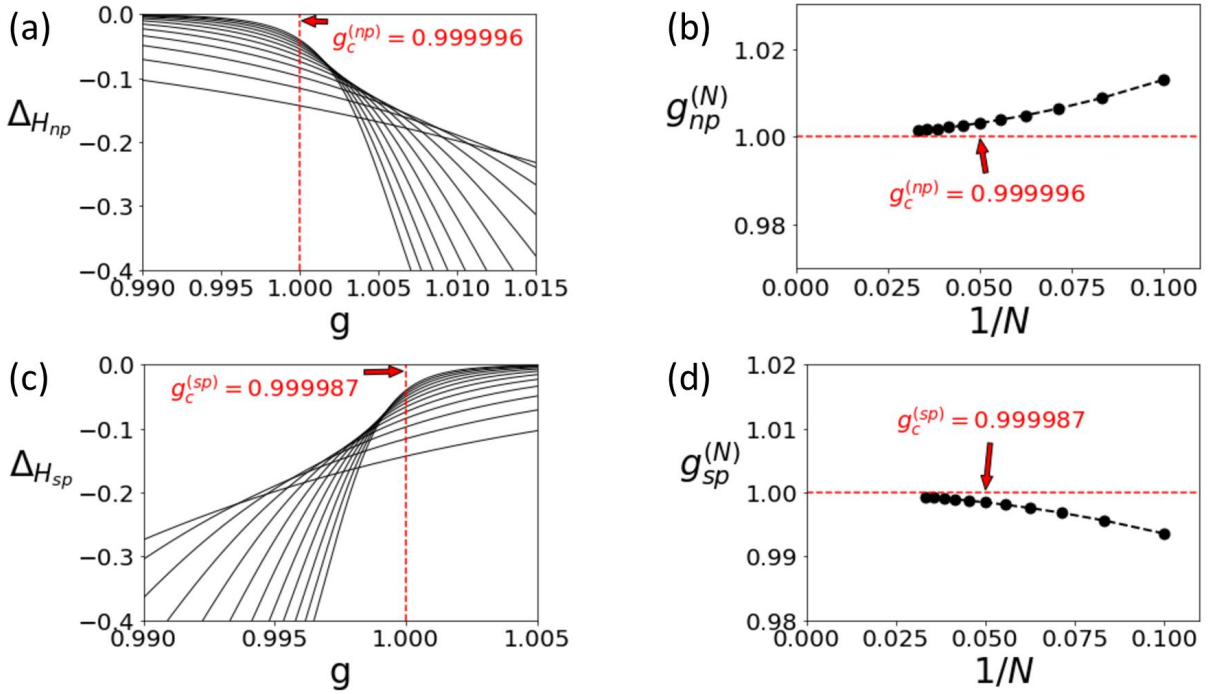 (a)
0.0
−0.1
−0.2
−0.3
−0.4
Δ_{H_{np}}
g_c^{(np)} = 0.999996
0.990 0.995 1.000 1.005 1.010 1.015
g
(b)
1.02
1.00
0.98
g_{np}^{(N)}
g_c^{(np)} = 0.999996
0.000 0.025 0.050 0.075 0.100
1/N
(c)
0.0
−0.1
−0.2
−0.3
−0.4
Δ_{H_{sp}}
g_c^{(sp)} = 0.999987
0.990 0.995 1.000 1.005
g
(d)
1.02
1.01
1.00
0.99
0.98
g_{sp}^{(N)}
g_c^{(sp)} = 0.999987
0.000 0.025 0.050 0.075 0.100
1/N